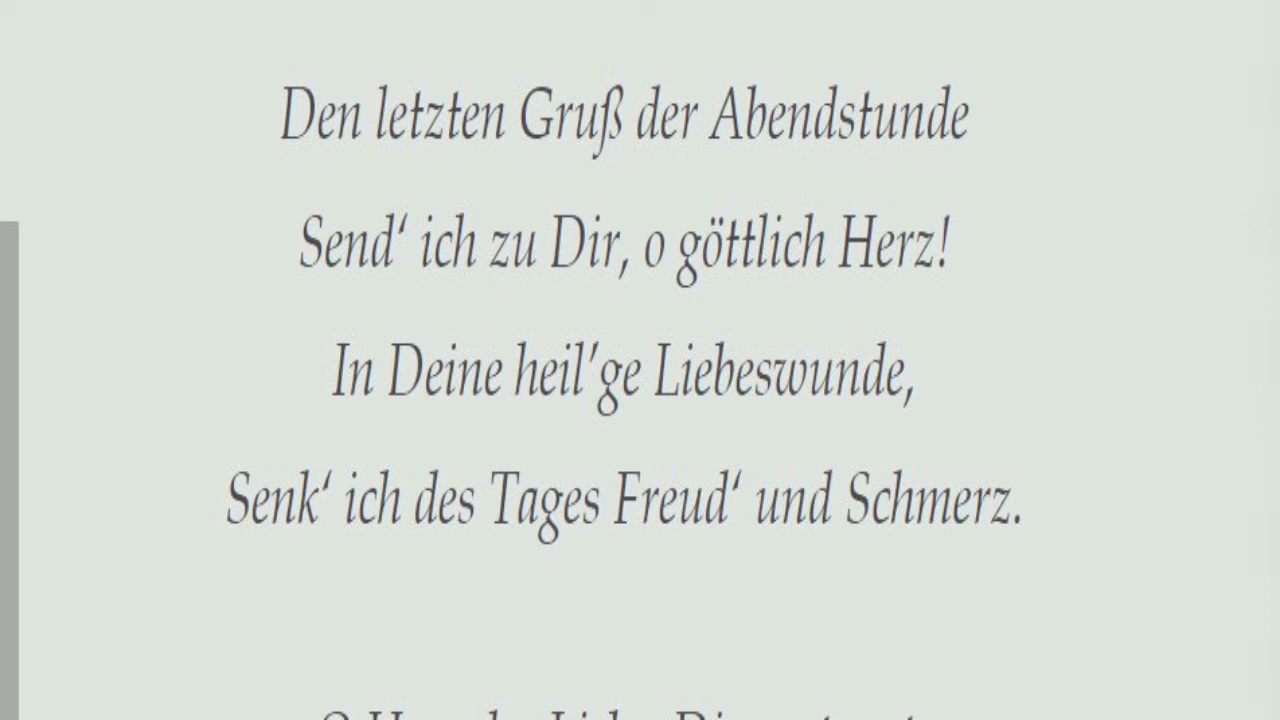 Den letzten Gruß der Abendstunde
Send‘ ich zu Dir, o göttlich Herz!
In Deine heil’ge Liebeswunde,
Senk‘ ich des Tages Freud‘ und Schmerz.